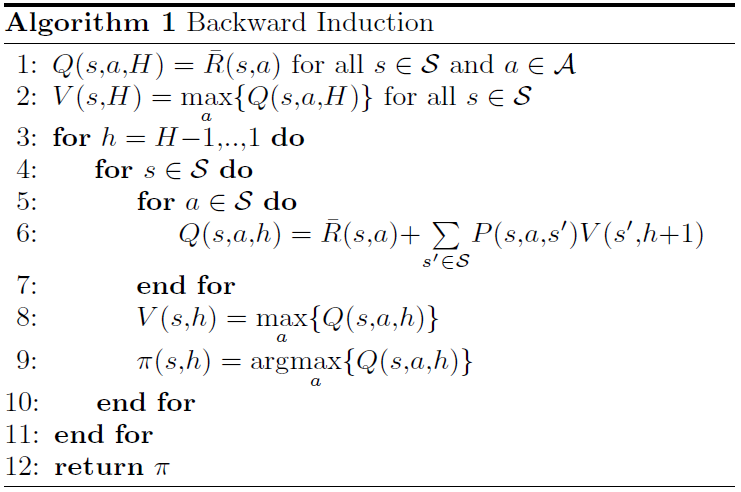 Algorithm 1 Backward Induction
1: Q(s,a,H) = R̄(s,a) for all s ∈ 𝒮 and a ∈ 𝒜
2: V(s,H) = max_a{Q(s,a,H)} for all s ∈ 𝒮
3: for h = H−1,..,1 do
4: for s ∈ 𝒮 do
5: for a ∈ 𝒮 do
6: Q(s,a,h) = R̄(s,a)+ ∑_{s′∈𝒮} P(s,a,s′)V(s′,h+1)
7: end for
8: V(s,h) = max_a{Q(s,a,h)}
9: π(s,h) = argmax_a{Q(s,a,h)}
10: end for
11: end for
12: return π